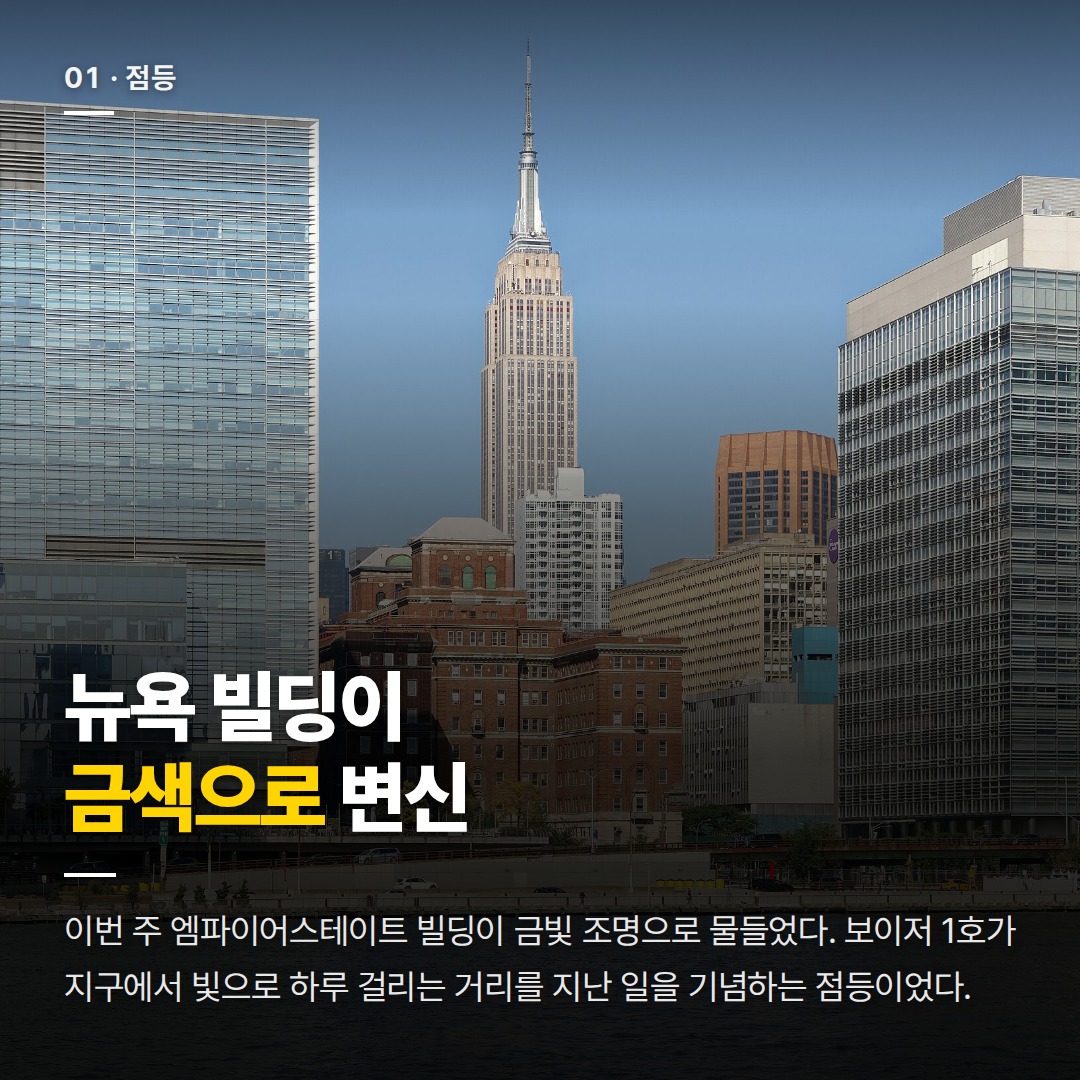 01 · 점등
뉴욕 빌딩이
금색으로 변신
이번 주 엠파이어스테이트 빌딩이 금빛 조명으로 물들었다. 보이저 1호가
지구에서 빛으로 하루 걸리는 거리를 지난 일을 기념하는 점등이었다.